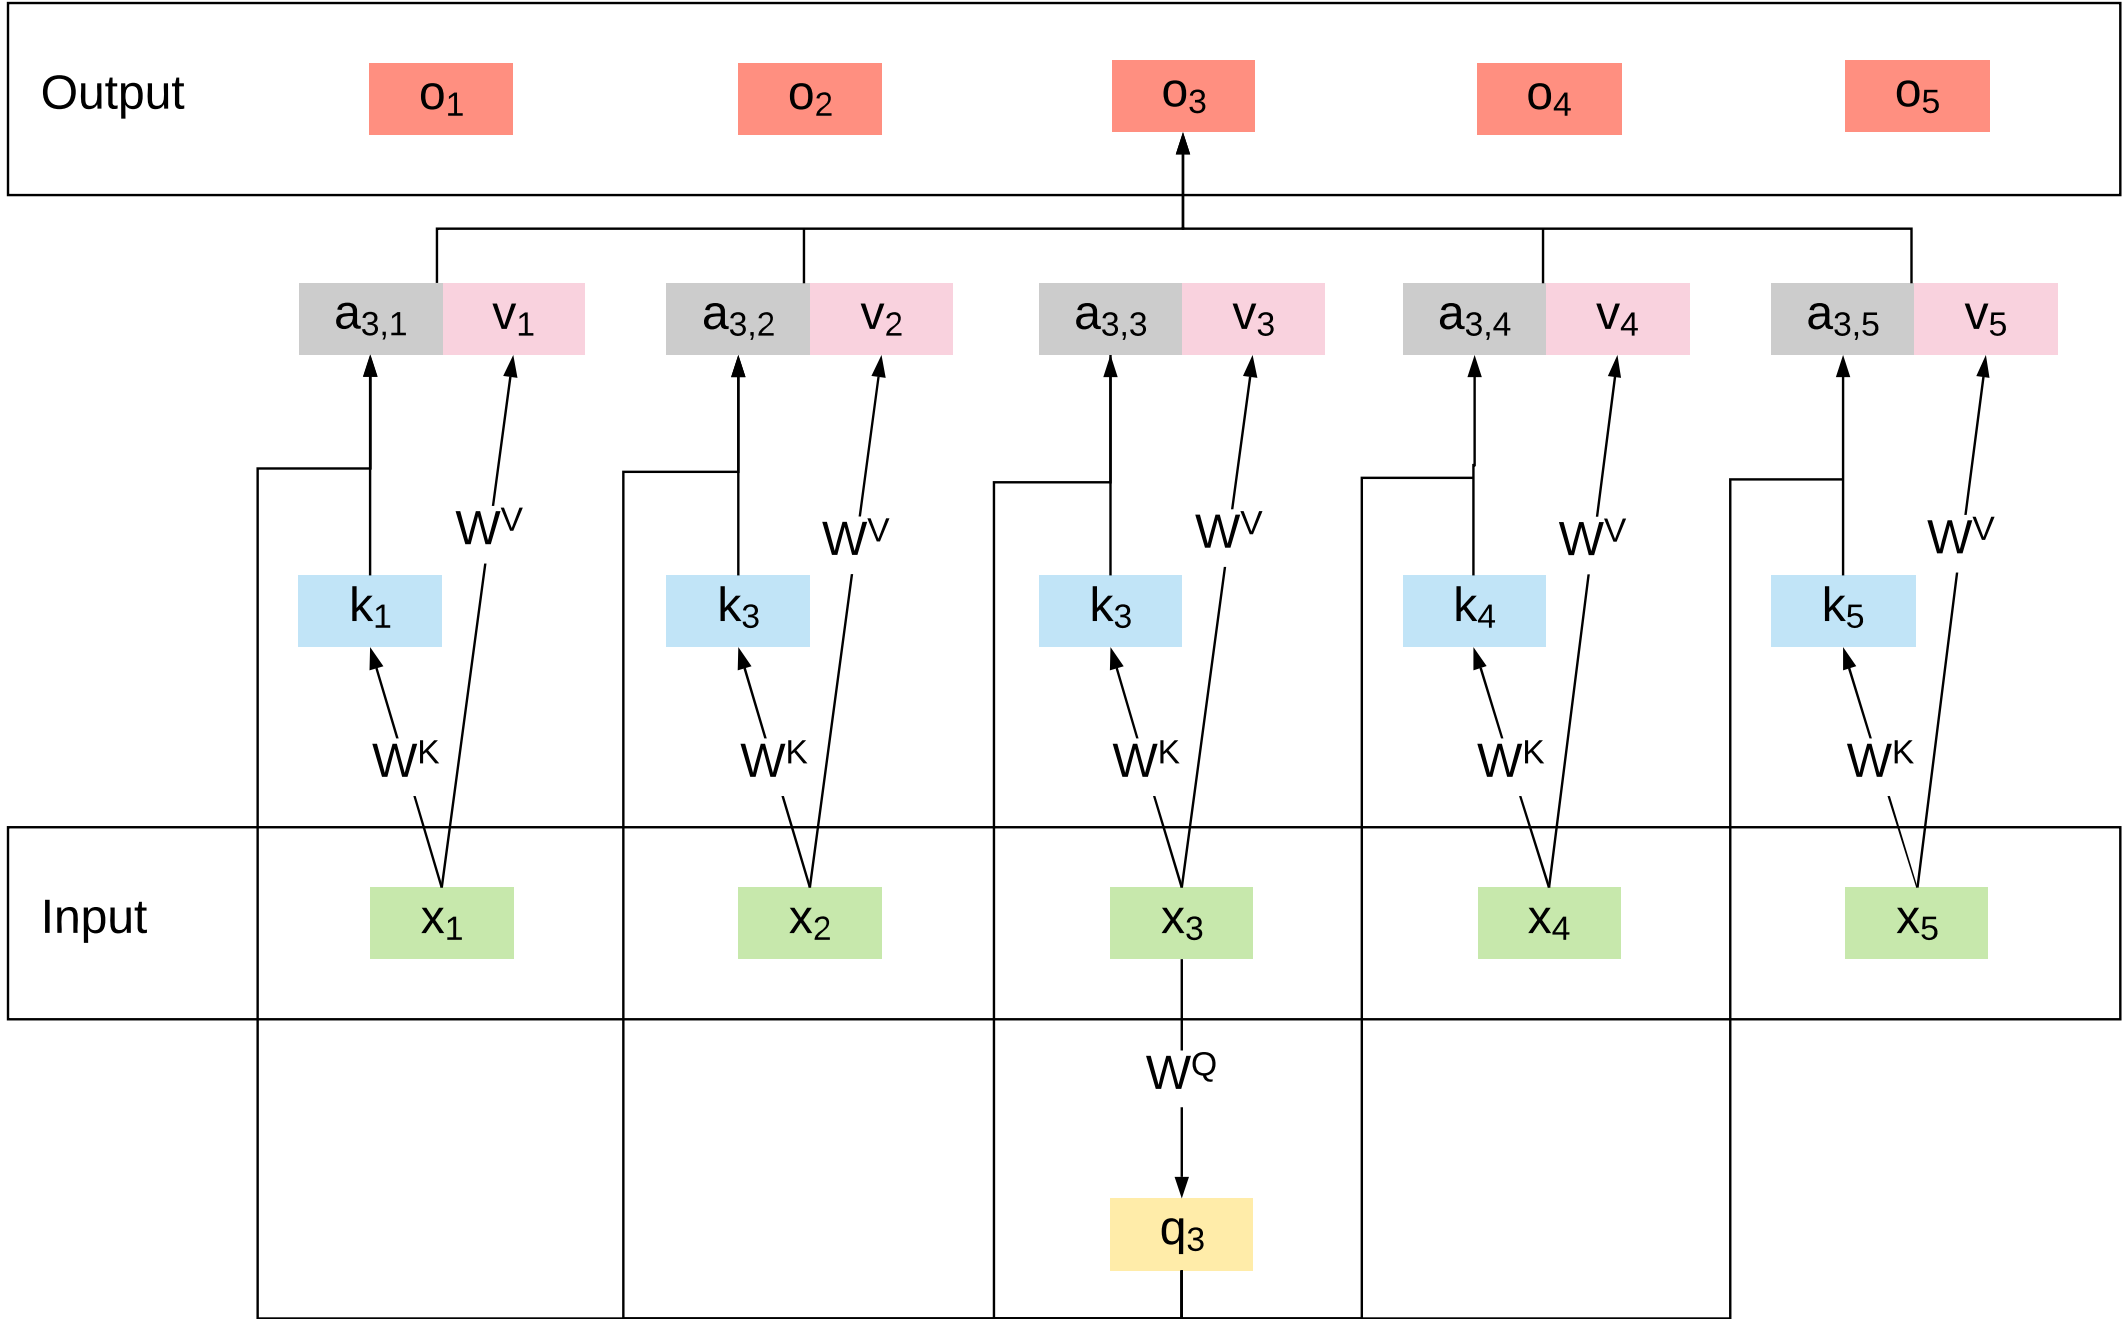 Output o₁ o₂ o₃ o₄ o₅
a₃,₁ v₁ a₃,₂ v₂ a₃,₃ v₃ a₃,₄ v₄ a₃,₅ v₅
Wⱽ Wⱽ Wⱽ Wⱽ Wⱽ
k₁ k₃ k₃ k₄ k₅
Wᴷ Wᴷ Wᴷ Wᴷ Wᴷ
Input x₁ x₂ x₃ x₄ x₅
W^Q
q₃